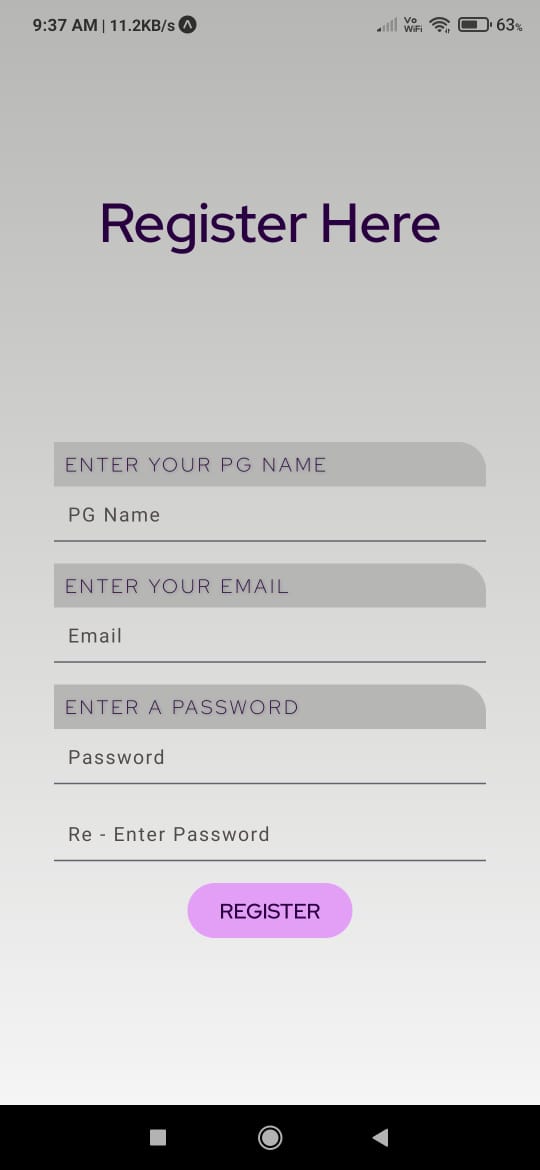 9:37 AM | 11.2KB/s
Vo WiFi
63%
Register Here
ENTER YOUR PG NAME
PG Name
ENTER YOUR EMAIL
Email
ENTER A PASSWORD
Password
Re - Enter Password
REGISTER